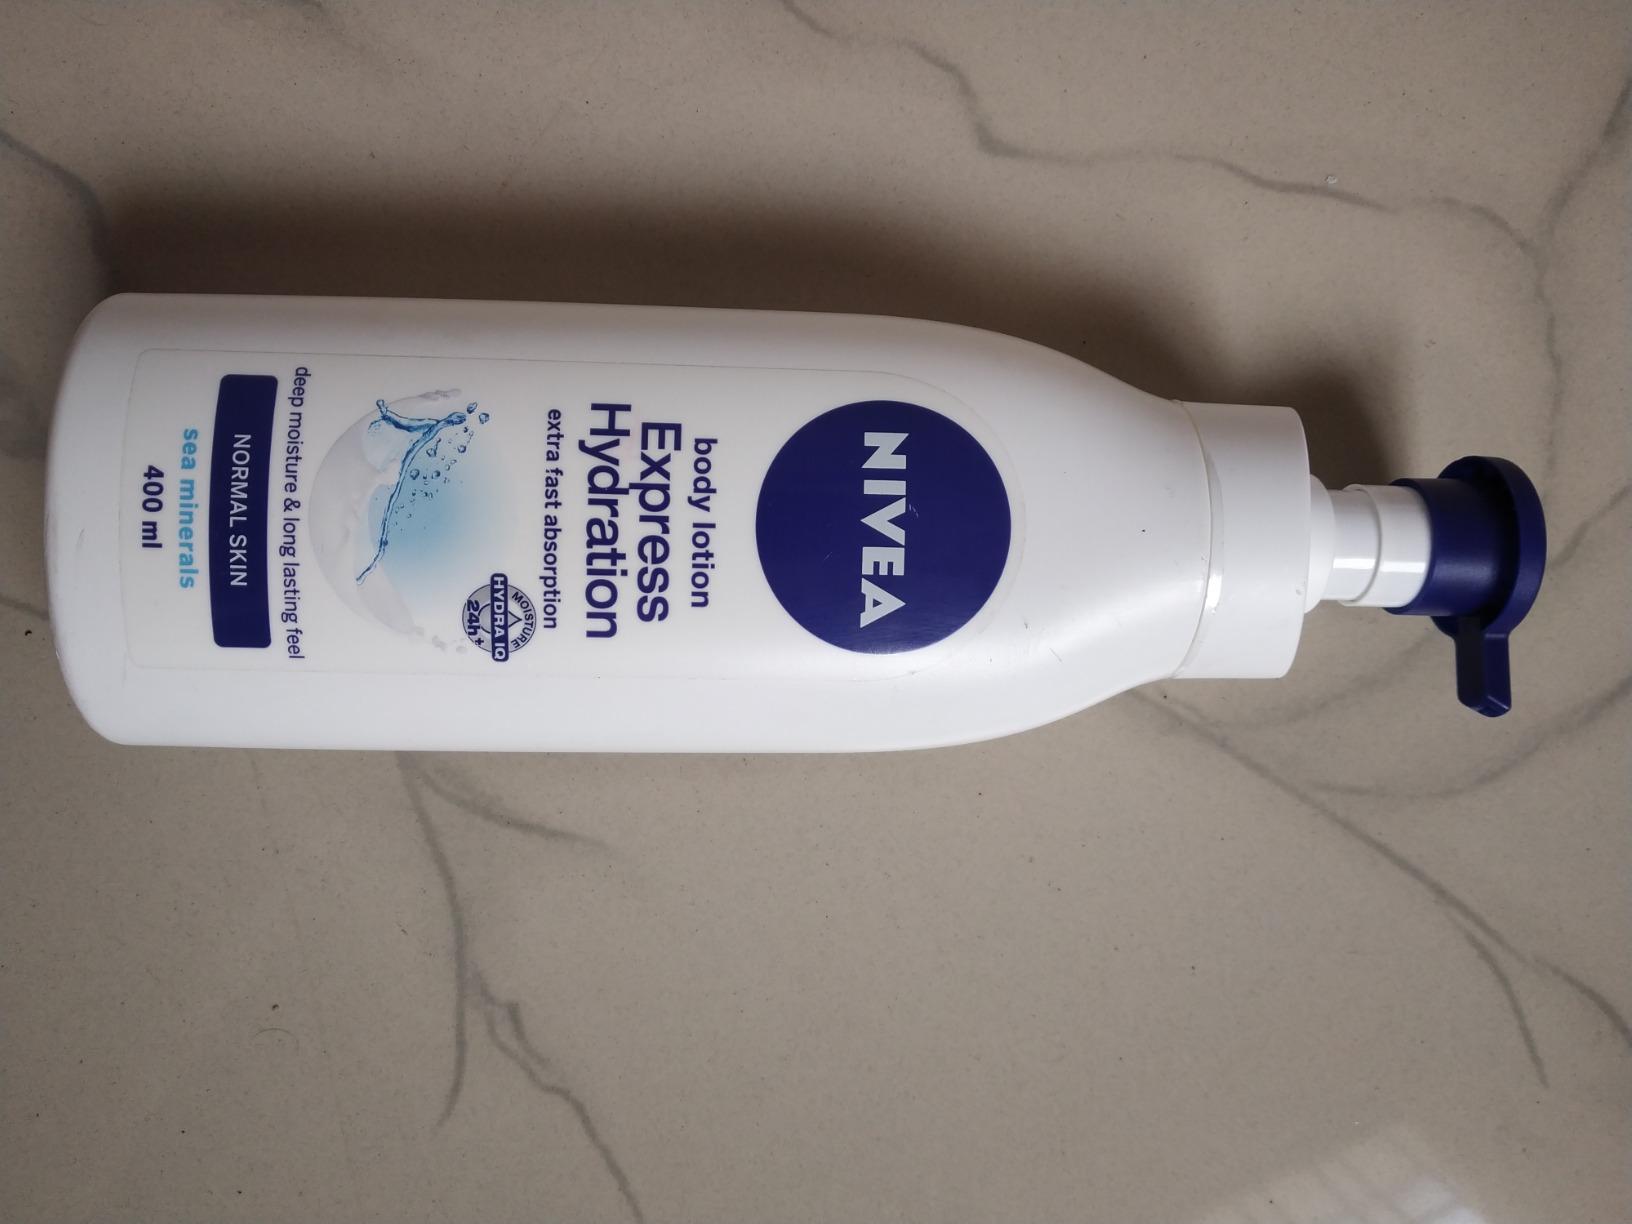 NIVEA
body lotion
Express
Hydration
extra fast absorption
MOISTURE
HYDRA IQ
24h+
deep moisture & long lasting feel
NORMAL SKIN
sea minerals
400 ml